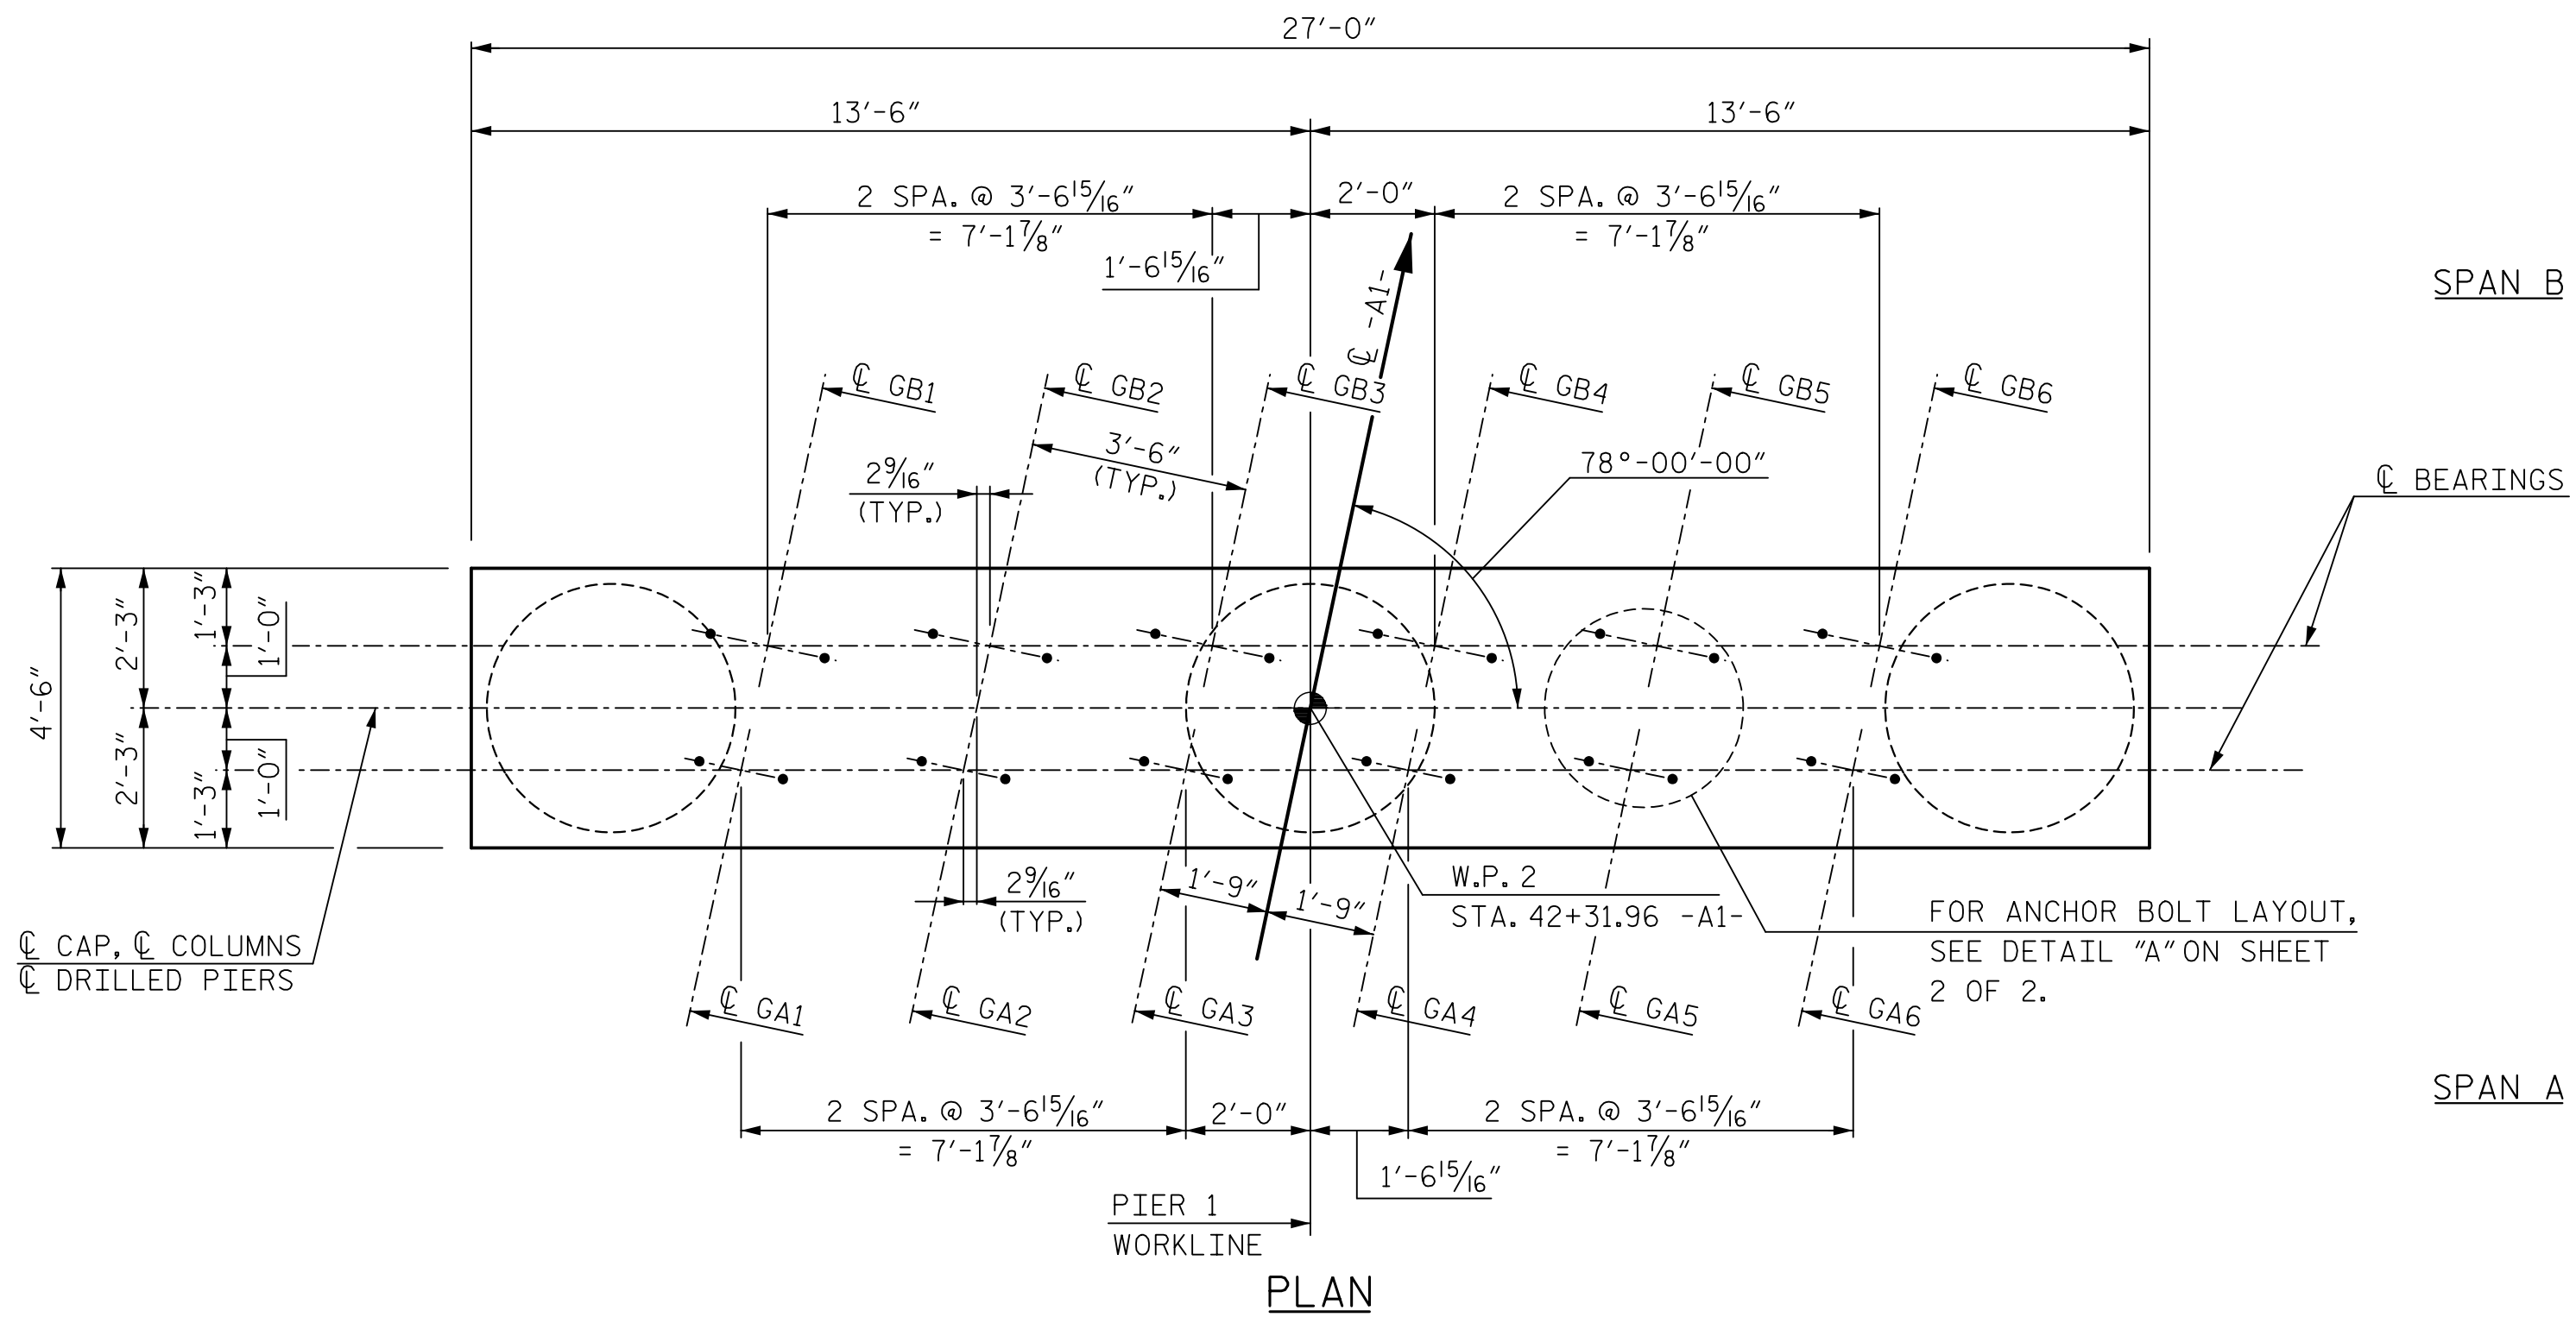 27'-0"
13'-6"
13'-6"
2 SPA. @ 3'-6 15/16"
= 7'-1 7/8"
2'-0"
2 SPA. @ 3'-6 15/16"
= 7'-1 7/8"
1'-6 15/16"
℄ -A1-
SPAN B
℄ GB1
℄ GB2
℄ GB3
℄ GB4
℄ GB5
℄ GB6
3'-6"
(TYP.)
2 9/16"
(TYP.)
78°-00'-00"
℄ BEARINGS
4'-6"
2'-3"
2'-3"
1'-3"
1'-0"
1'-0"
1'-3"
2 9/16"
(TYP.)
1'-9"
1'-9"
W.P. 2
STA. 42+31.96 -A1-
FOR ANCHOR BOLT LAYOUT,
SEE DETAIL "A" ON SHEET
2 OF 2.
℄ CAP, ℄ COLUMNS
℄ DRILLED PIERS
℄ GA1
℄ GA2
℄ GA3
℄ GA4
℄ GA5
℄ GA6
SPAN A
2 SPA. @ 3'-6 15/16"
= 7'-1 7/8"
2'-0"
2 SPA. @ 3'-6 15/16"
= 7'-1 7/8"
1'-6 15/16"
PIER 1
WORKLINE
PLAN